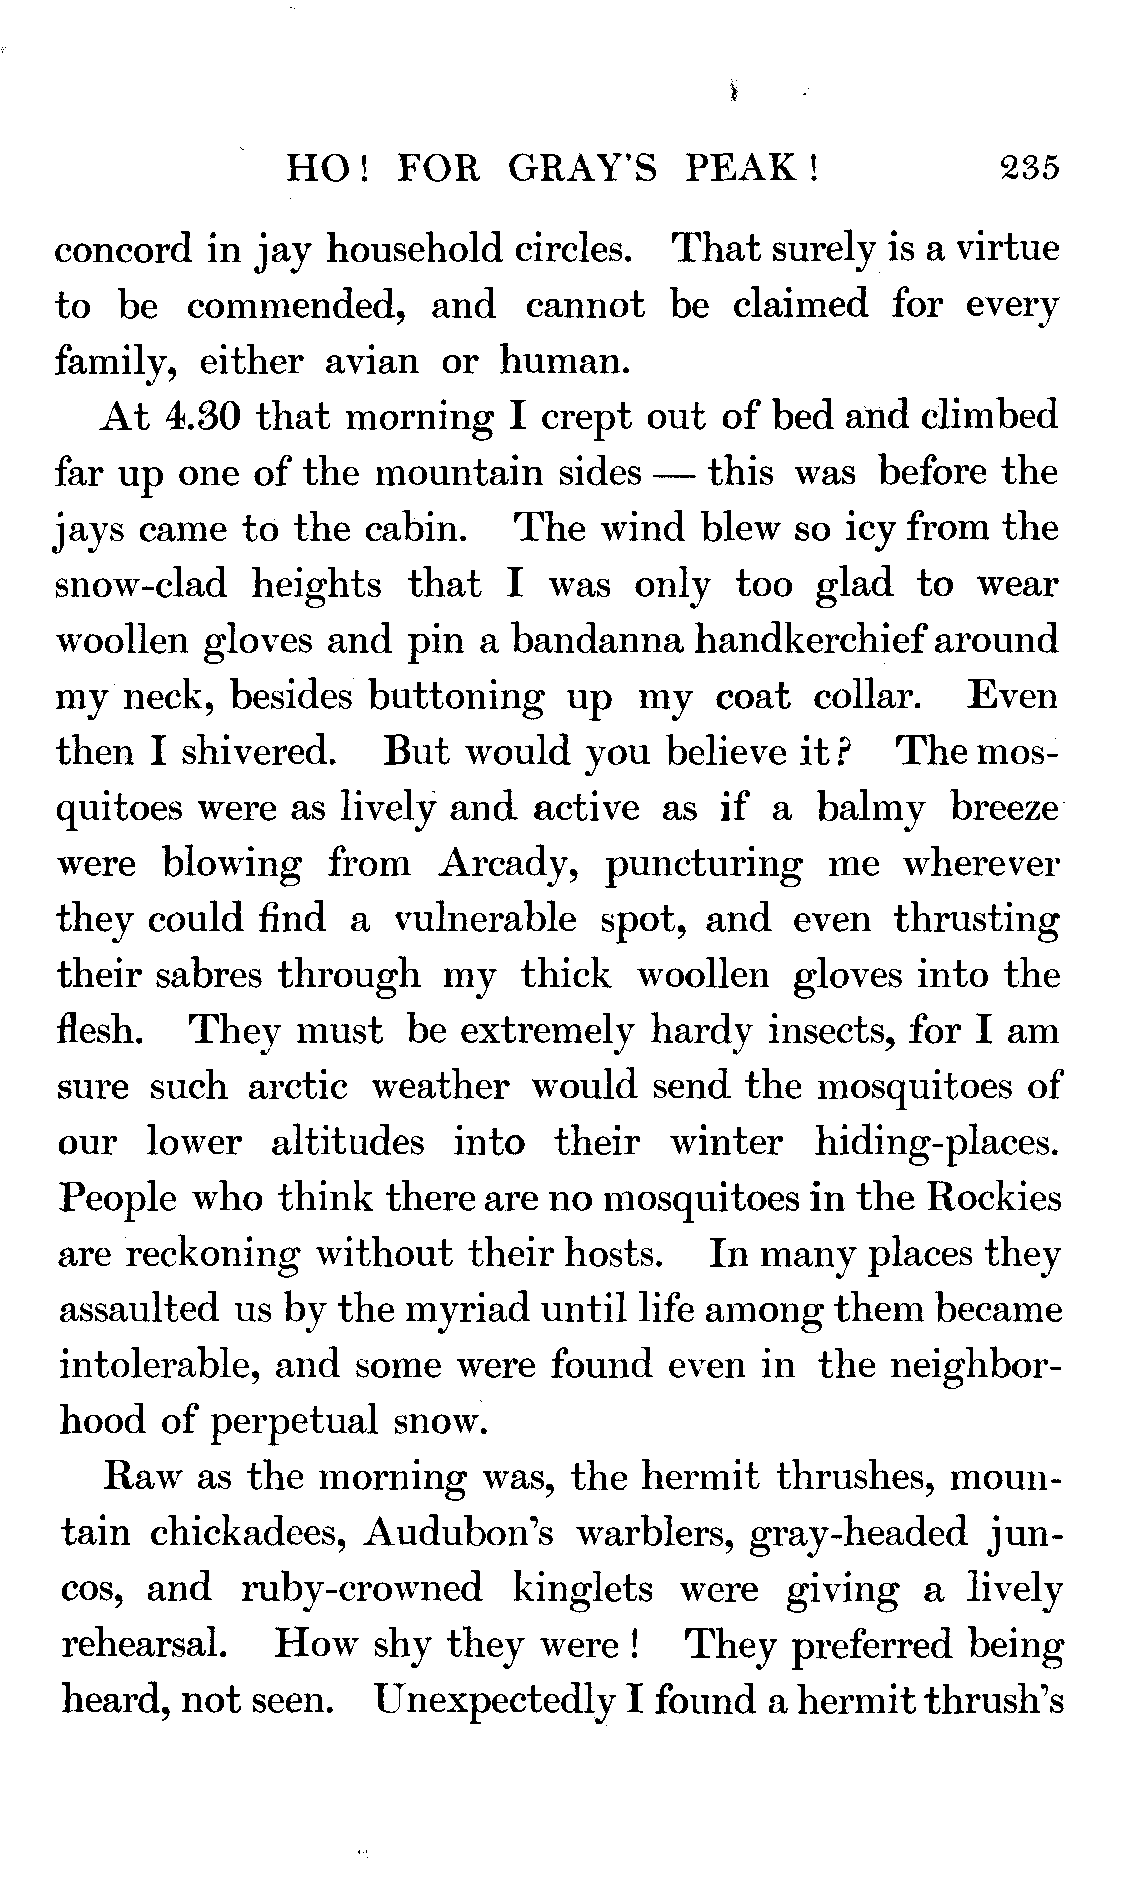 HO! FOR GRAY'S PEAK! 235
concord in jay household circles. That surely is a virtue
to be commended, and cannot be claimed for every
family, either avian or human.
At 4.30 that morning I crept out of bed and climbed
far up one of the mountain sides — this was before the
jays came to the cabin. The wind blew so icy from the
snow-clad heights that I was only too glad to wear
woollen gloves and pin a bandanna handkerchief around
my neck, besides buttoning up my coat collar. Even
then I shivered. But would you believe it? The mos-
quitoes were as lively and active as if a balmy breeze
were blowing from Arcady, puncturing me wherever
they could find a vulnerable spot, and even thrusting
their sabres through my thick woollen gloves into the
flesh. They must be extremely hardy insects, for I am
sure such arctic weather would send the mosquitoes of
our lower altitudes into their winter hiding-places.
People who think there are no mosquitoes in the Rockies
are reckoning without their hosts. In many places they
assaulted us by the myriad until life among them became
intolerable, and some were found even in the neighbor-
hood of perpetual snow.
Raw as the morning was, the hermit thrushes, moun-
tain chickadees, Audubon's warblers, gray-headed jun-
cos, and ruby-crowned kinglets were giving a lively
rehearsal. How shy they were! They preferred being
heard, not seen. Unexpectedly I found a hermit thrush's